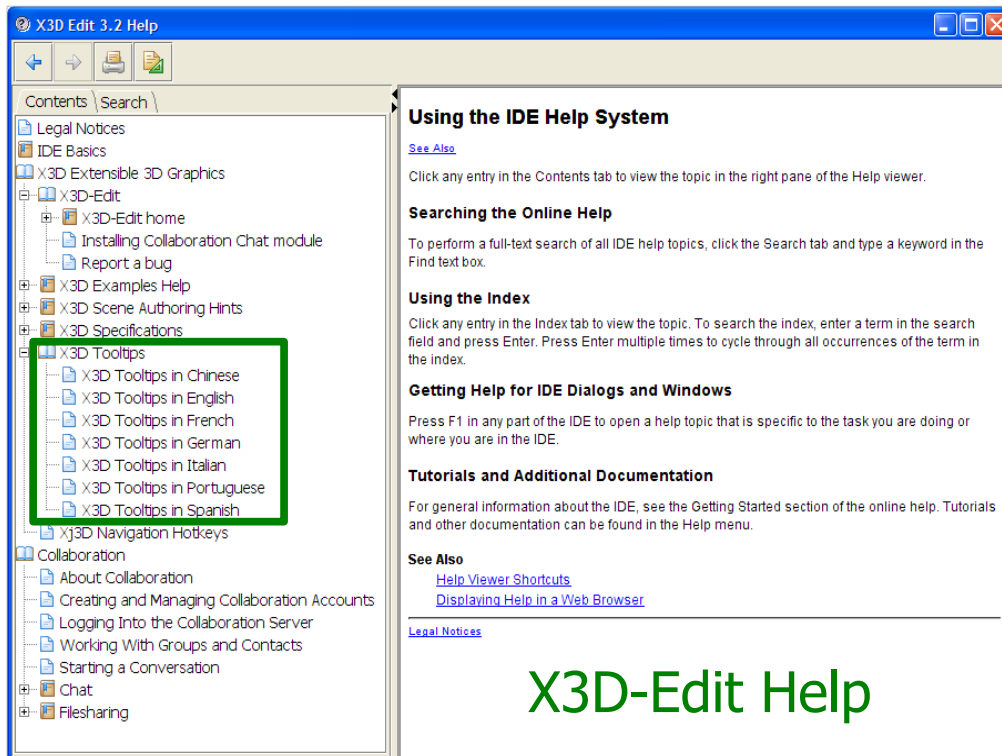 X3D Edit 3.2 Help
Contents
Search
Legal Notices
IDE Basics
X3D Extensible 3D Graphics
X3D-Edit
X3D-Edit home
Installing Collaboration Chat module
Report a bug
X3D Examples Help
X3D Scene Authoring Hints
X3D Specifications
X3D Tooltips
X3D Tooltips in Chinese
X3D Tooltips in English
X3D Tooltips in French
X3D Tooltips in German
X3D Tooltips in Italian
X3D Tooltips in Portuguese
X3D Tooltips in Spanish
Xj3D Navigation Hotkeys
Collaboration
About Collaboration
Creating and Managing Collaboration Accounts
Logging Into the Collaboration Server
Working With Groups and Contacts
Starting a Conversation
Chat
Filesharing
Using the IDE Help System
See Also
Click any entry in the Contents tab to view the topic in the right pane of the Help viewer.
Searching the Online Help
To perform a full-text search of all IDE help topics, click the Search tab and type a keyword in the
Find text box.
Using the Index
Click any entry in the Index tab to view the topic. To search the index, enter a term in the search
field and press Enter. Press Enter multiple times to cycle through all occurrences of the term in
the index.
Getting Help for IDE Dialogs and Windows
Press F1 in any part of the IDE to open a help topic that is specific to the task you are doing or
where you are in the IDE.
Tutorials and Additional Documentation
For general information about the IDE, see the Getting Started section of the online help. Tutorials
and other documentation can be found in the Help menu.
See Also
Help Viewer Shortcuts
Displaying Help in a Web Browser
Legal Notices
X3D-Edit Help